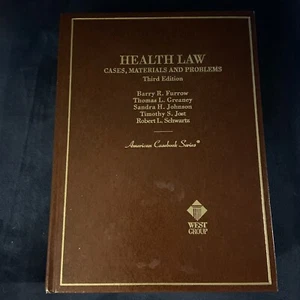 HEALTH LAW
CASES, MATERIALS AND PROBLEMS
Third Edition
Barry R. Furrow
Thomas L. Greaney
Sandra H. Johnson
Timothy S. Jost
Robert L. Schwartz
American Casebook Series®
WEST
GROUP